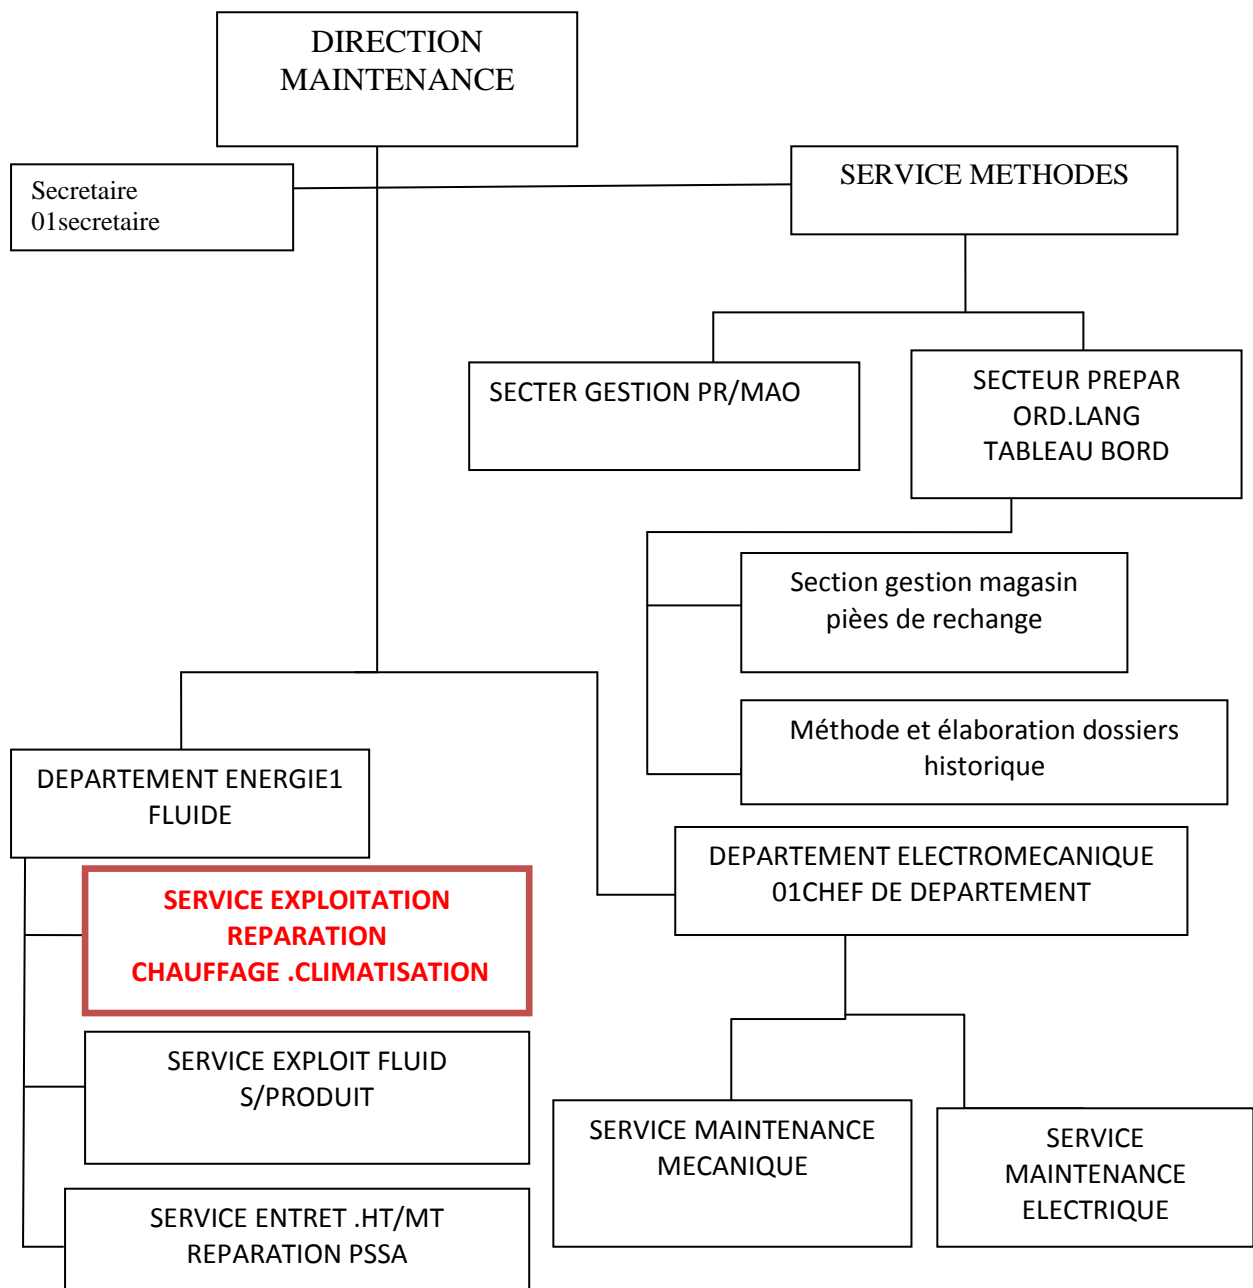 DIRECTION
MAINTENANCE
Secretaire
01secretaire
SERVICE METHODES
SECTER GESTION PR/MAO
SECTEUR PREPAR
ORD.LANG
TABLEAU BORD
Section gestion magasin
pièes de rechange
Méthode et élaboration dossiers
historique
DEPARTEMENT ENERGIE1
FLUIDE
SERVICE EXPLOITATION
REPARATION
CHAUFFAGE .CLIMATISATION
SERVICE EXPLOIT FLUID
S/PRODUIT
SERVICE ENTRET .HT/MT
REPARATION PSSA
DEPARTEMENT ELECTROMECANIQUE
01CHEF DE DEPARTEMENT
SERVICE MAINTENANCE
MECANIQUE
SERVICE
MAINTENANCE
ELECTRIQUE